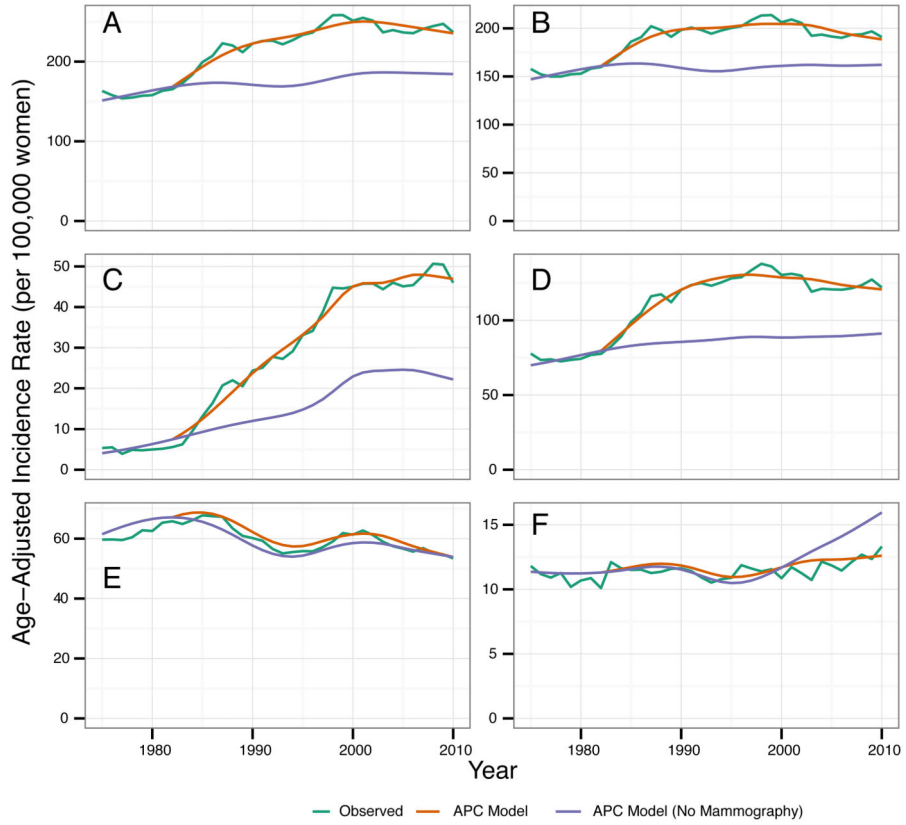 Age-Adjusted Incidence Rate (per 100,000 women)
A
200
100
0
B
200
150
100
50
0
C
50
40
30
20
10
0
D
100
50
0
E
60
40
20
0
1980 1990 2000 2010
F
15
10
5
0
1980 1990 2000 2010
Year
Observed APC Model APC Model (No Mammography)